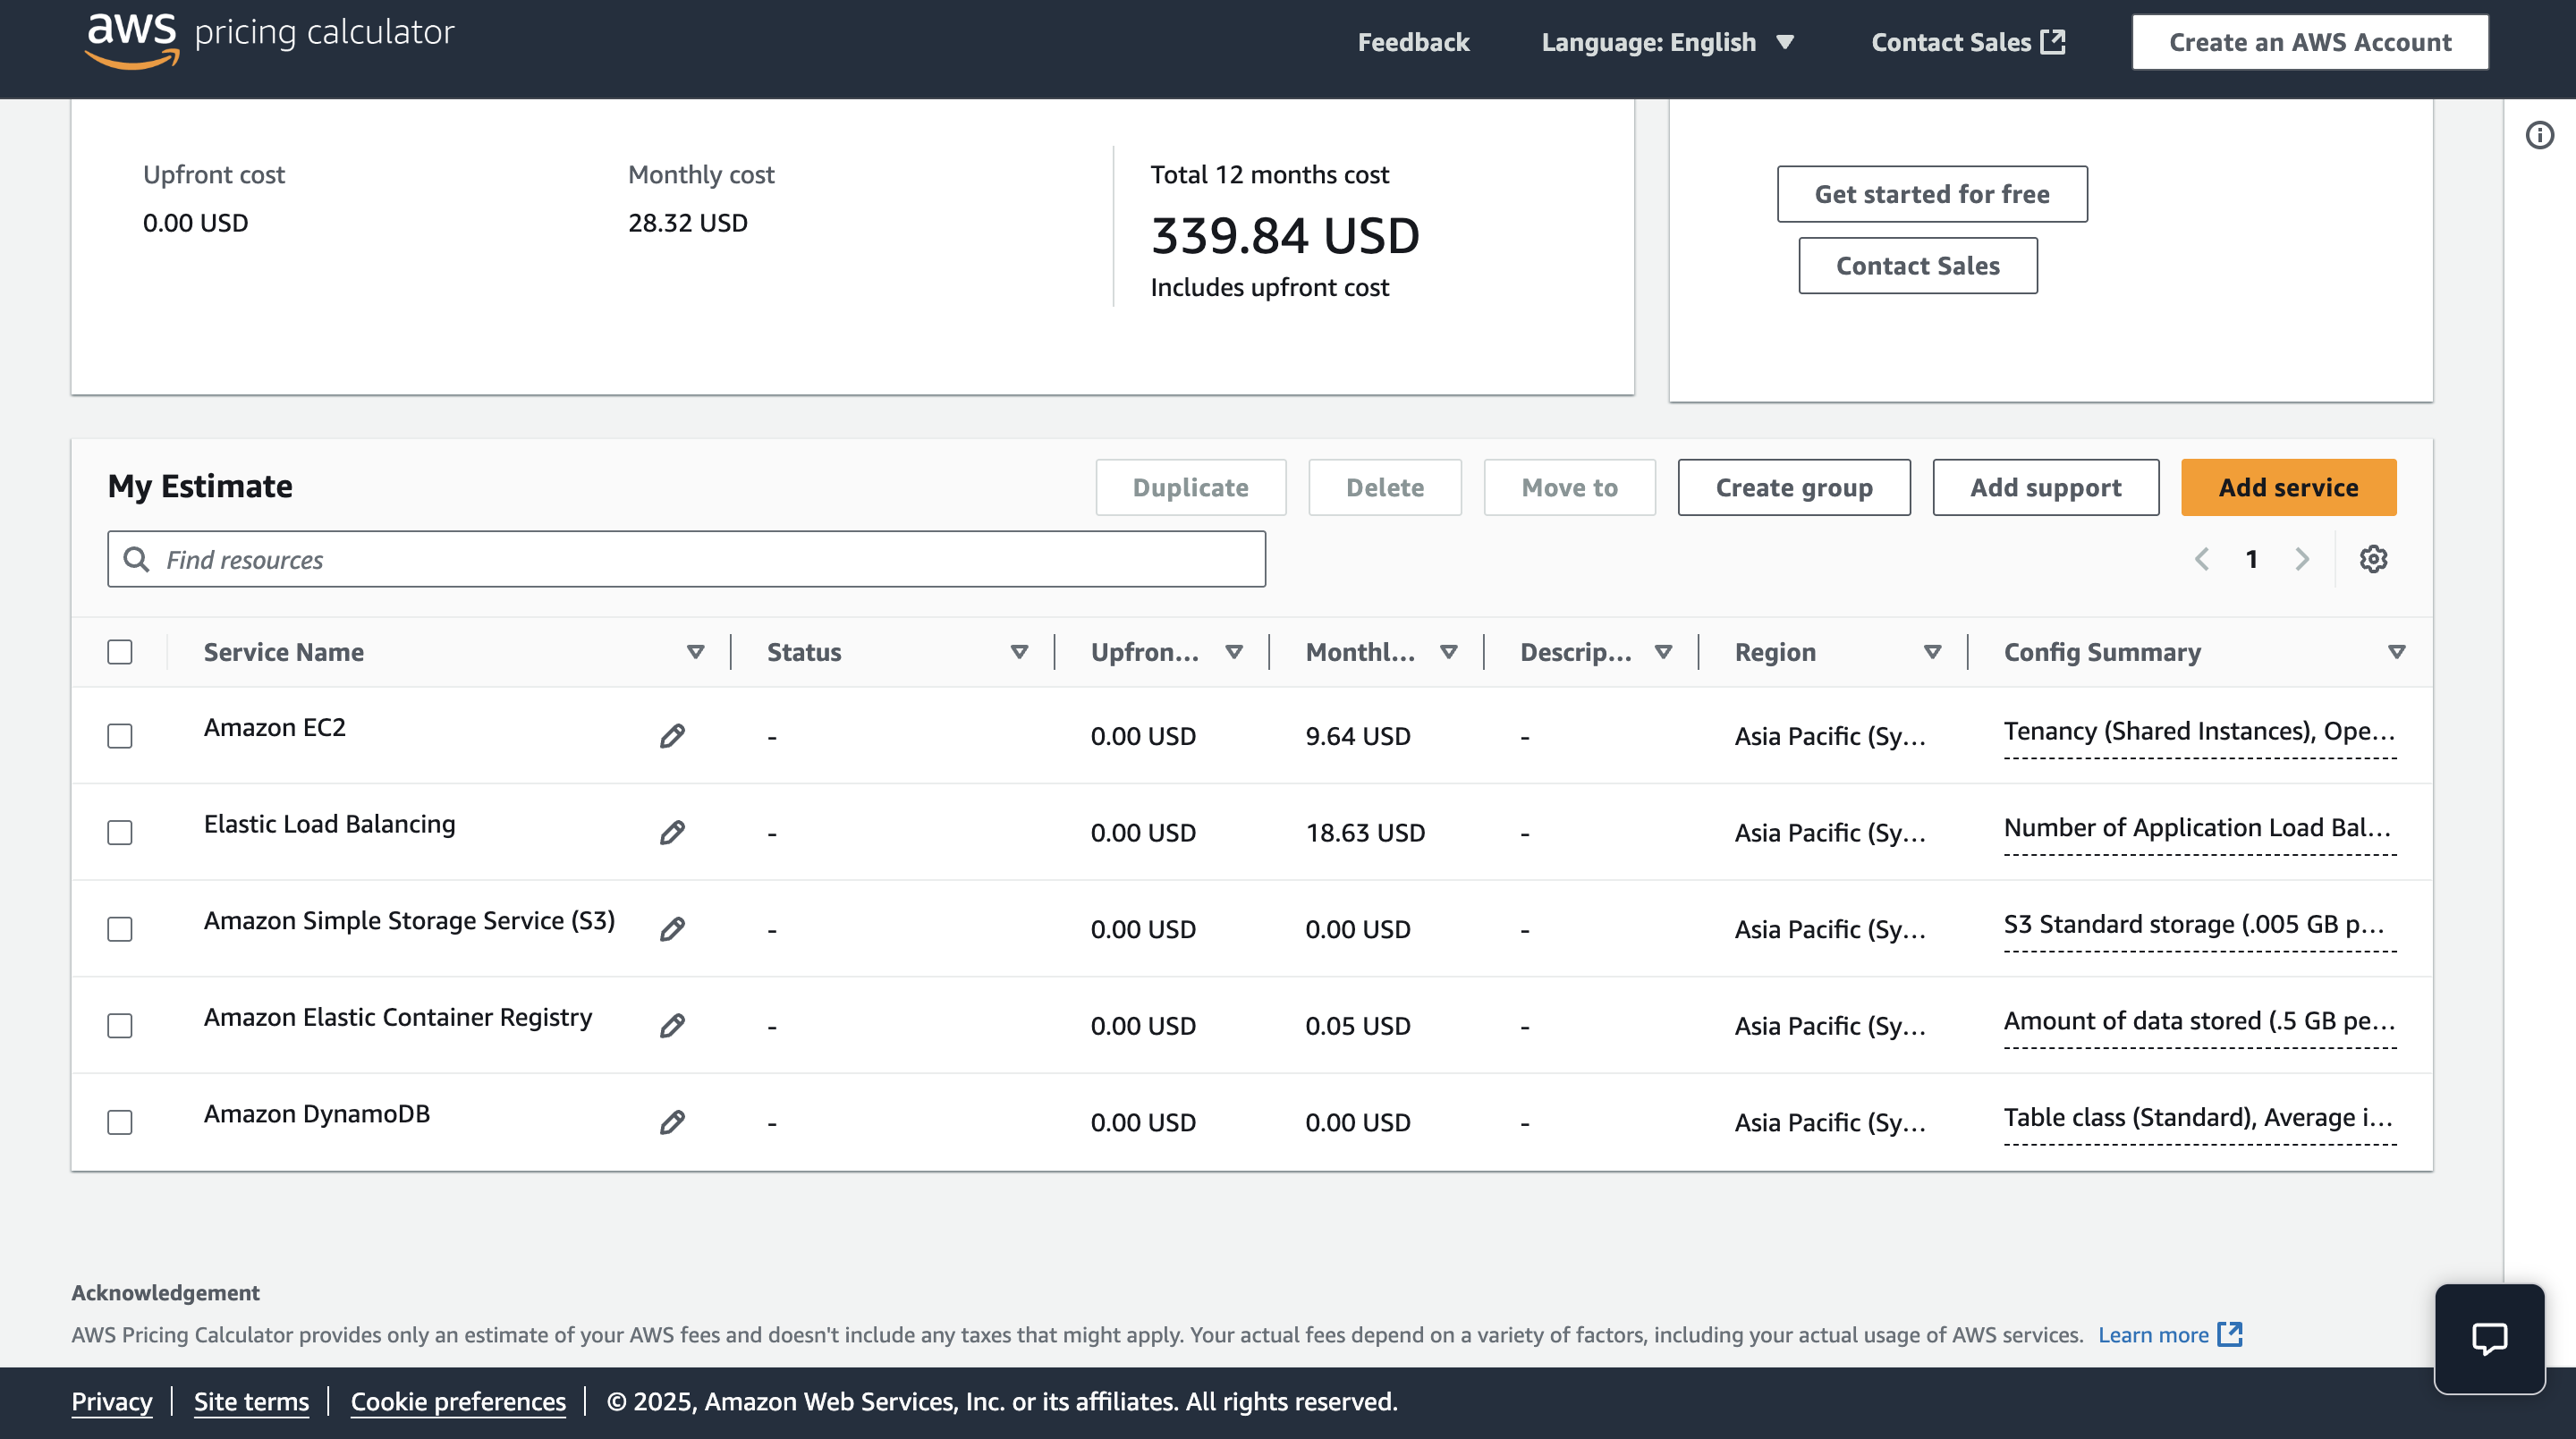 aws pricing calculator
Feedback
Language: English
Contact Sales
Create an AWS Account
Upfront cost
0.00 USD
Monthly cost
28.32 USD
Total 12 months cost
339.84 USD
Includes upfront cost
Get started for free
Contact Sales
My Estimate
Duplicate
Delete
Move to
Create group
Add support
Add service
Find resources
1
Service Name Status Upfron... Monthl... Descrip... Region Config Summary
Amazon EC2 - 0.00 USD 9.64 USD - Asia Pacific (Sy... Tenancy (Shared Instances), Ope...
Elastic Load Balancing - 0.00 USD 18.63 USD - Asia Pacific (Sy... Number of Application Load Bal...
Amazon Simple Storage Service (S3) - 0.00 USD 0.00 USD - Asia Pacific (Sy... S3 Standard storage (.005 GB p...
Amazon Elastic Container Registry - 0.00 USD 0.05 USD - Asia Pacific (Sy... Amount of data stored (.5 GB pe...
Amazon DynamoDB - 0.00 USD 0.00 USD - Asia Pacific (Sy... Table class (Standard), Average i...
Acknowledgement
AWS Pricing Calculator provides only an estimate of your AWS fees and doesn't include any taxes that might apply. Your actual fees depend on a variety of factors, including your actual usage of AWS services. Learn more
Privacy | Site terms | Cookie preferences | © 2025, Amazon Web Services, Inc. or its affiliates. All rights reserved.